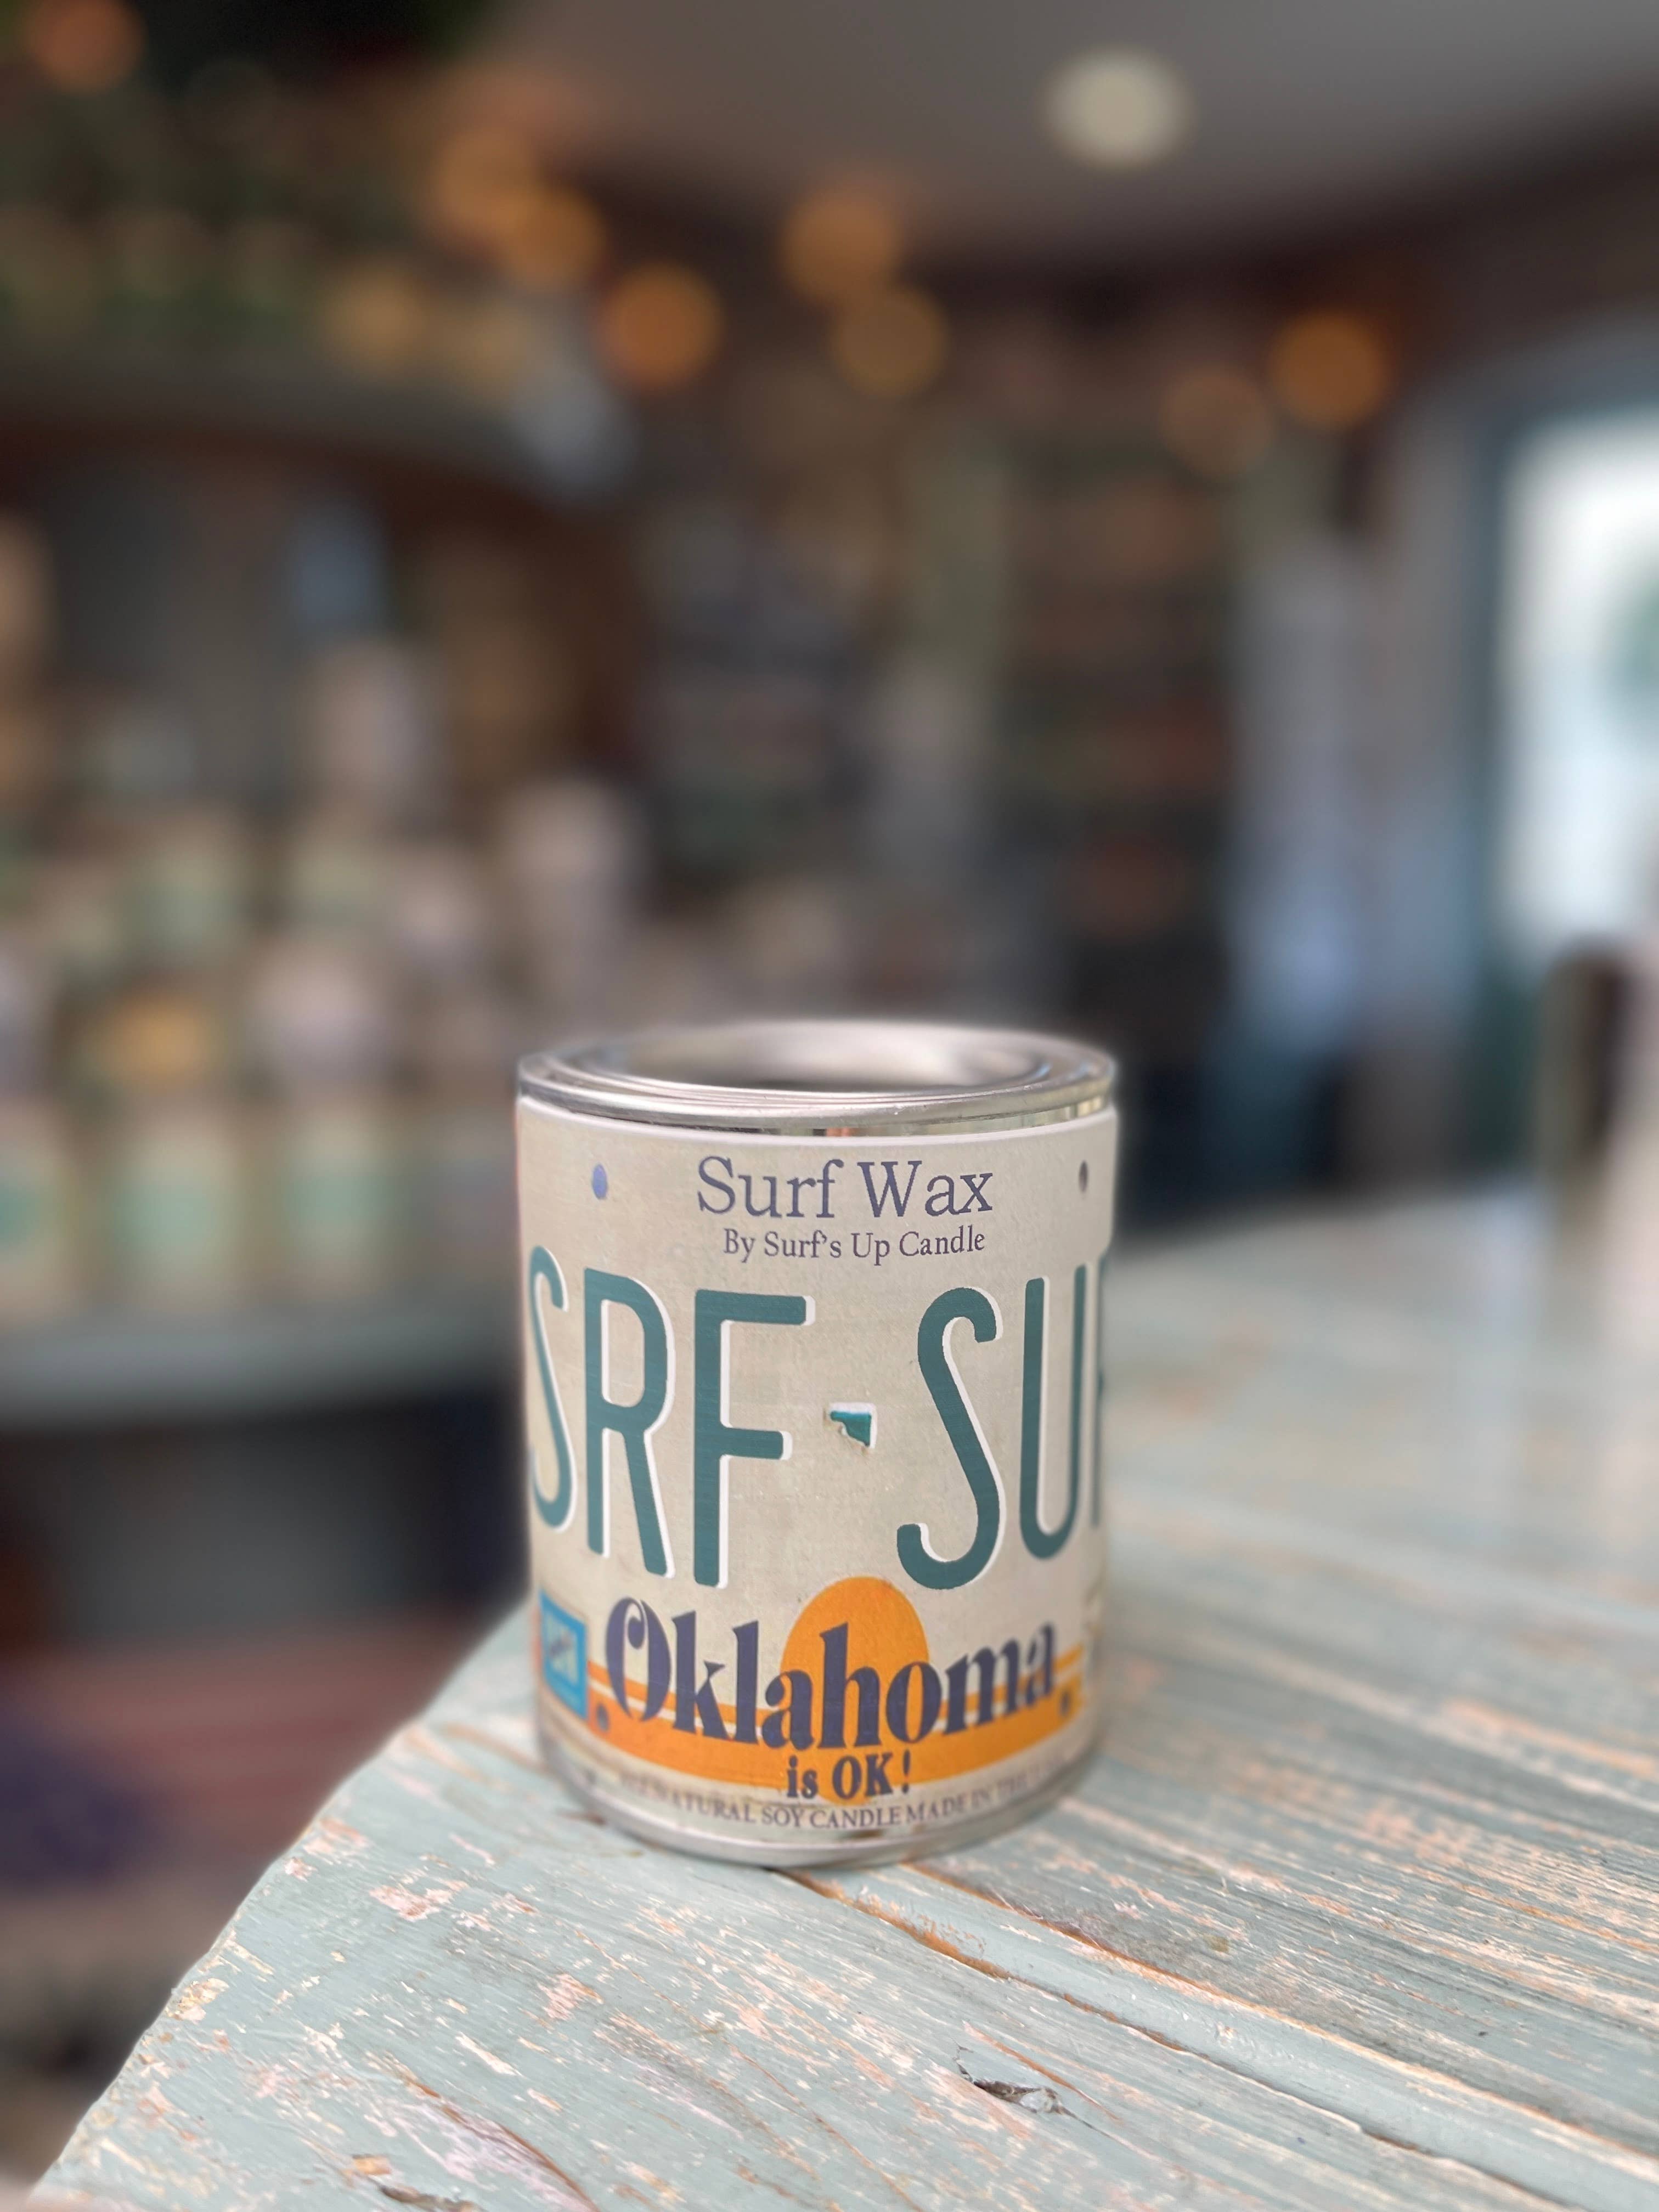 Surf Wax
By Surf's Up Candle
SRF-SU
Oklahoma
is OK!
NATURAL SOY CANDLE MADE IN THE